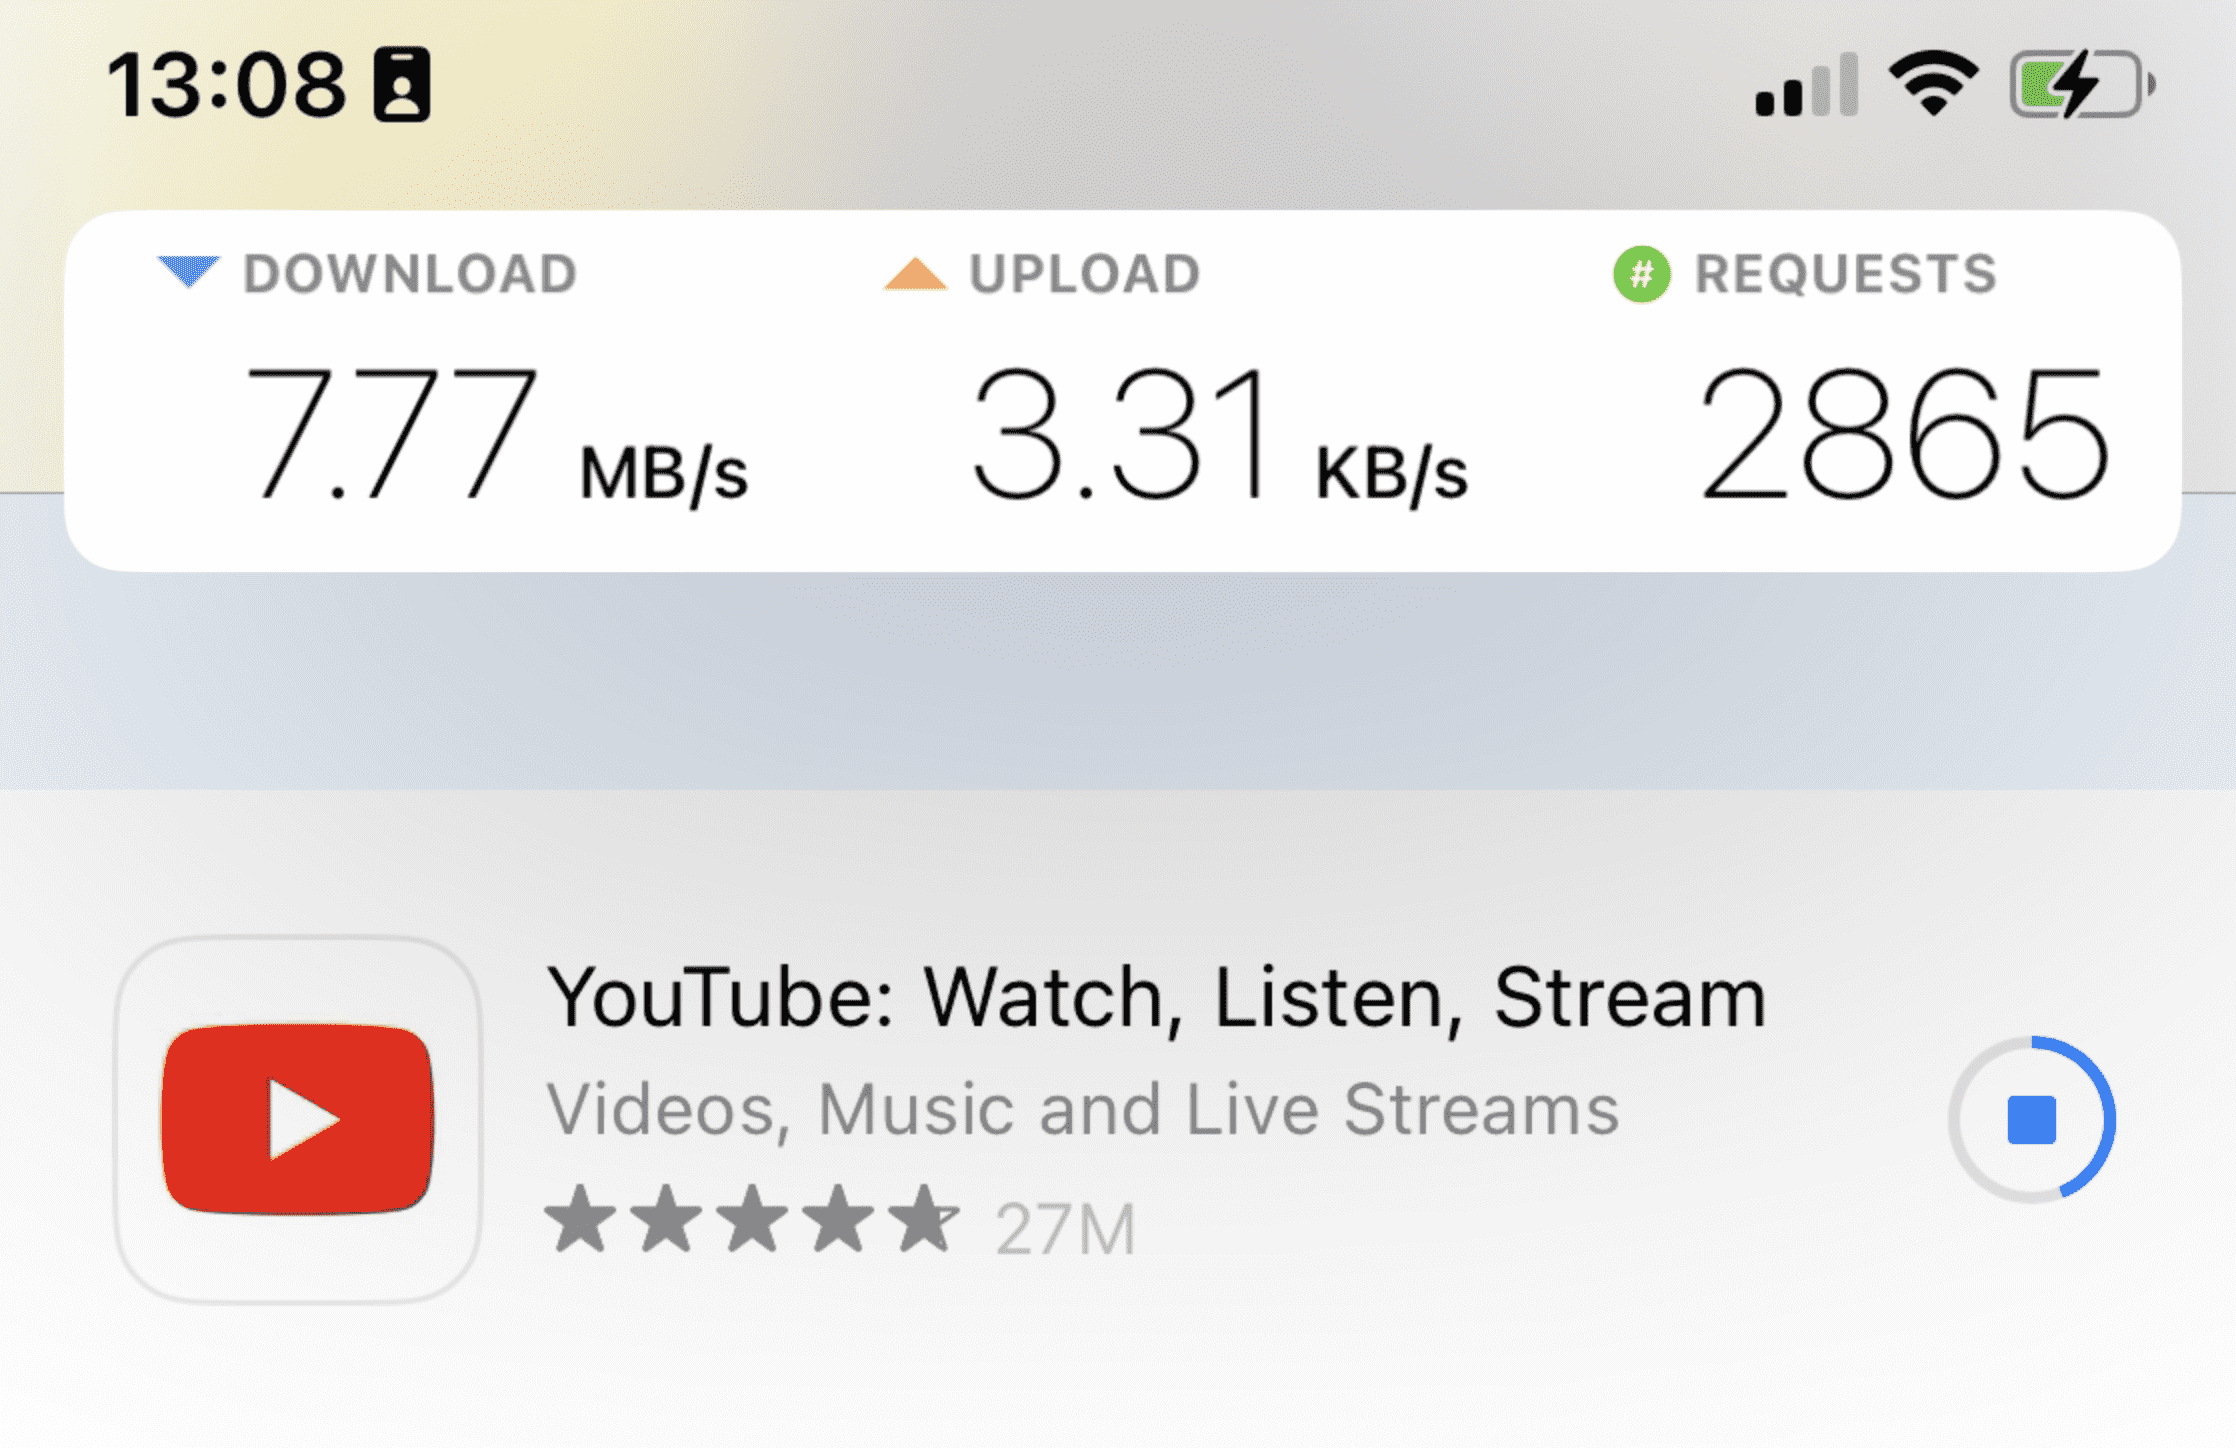 13:08
DOWNLOAD UPLOAD # REQUESTS
7.77 MB/s 3.31 KB/s 2865
YouTube: Watch, Listen, Stream
Videos, Music and Live Streams
27M